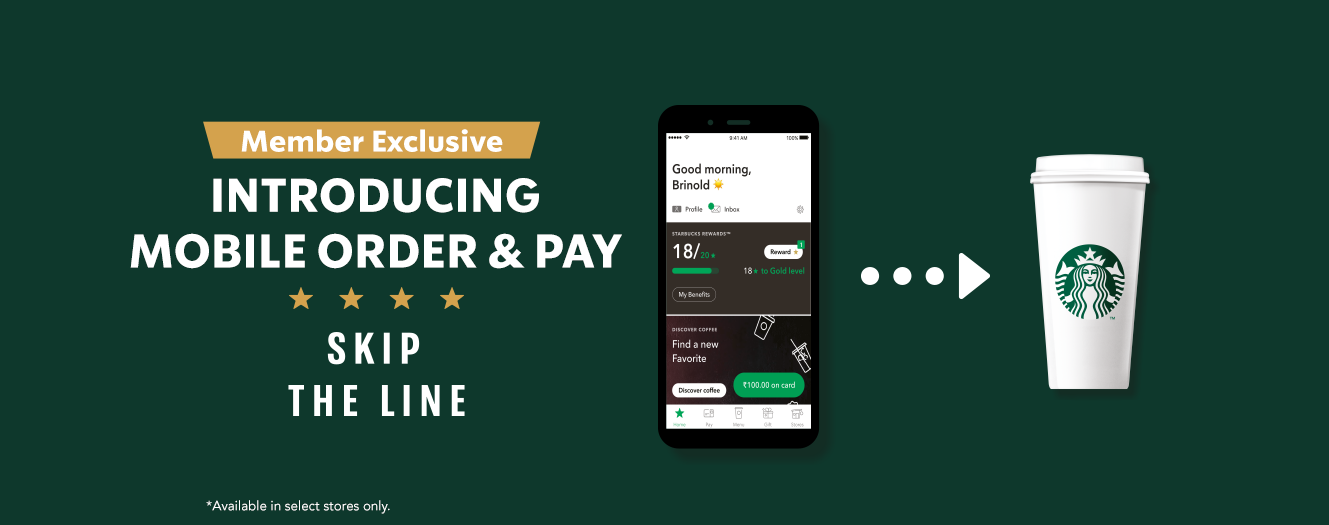 Member Exclusive
INTRODUCING
MOBILE ORDER & PAY
SKIP
THE LINE
*Available in select stores only.
9:41 AM
100%
Good morning,
Brinold
Profile
Inbox
STARBUCKS REWARDS™
18/20★
Reward ★
1
18★ to Gold level
My Benefits
DISCOVER COFFEE
Find a new
Favorite
Discover coffee
₹100.00 on card
Home
Pay
Menu
Gift
Stores
TM